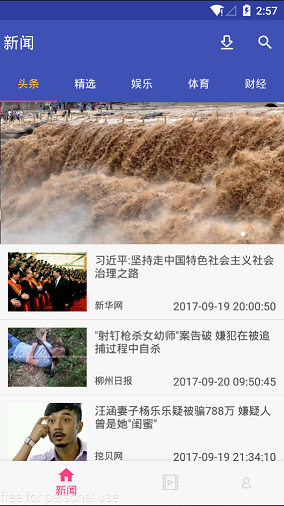 2:57
新闻
头条 精选 娱乐 体育 财经
习近平:坚持走中国特色社会主义社会
治理之路
新华网 2017-09-19 20:00:50
"射钉枪杀女幼师"案告破 嫌犯在被追
捕过程中自杀
柳州日报 2017-09-20 09:50:45
汪涵妻子杨乐乐疑被骗788万 嫌疑人
曾是她"闺蜜"
挖贝网 2017-09-19 21:34:10
新闻
free for personal use